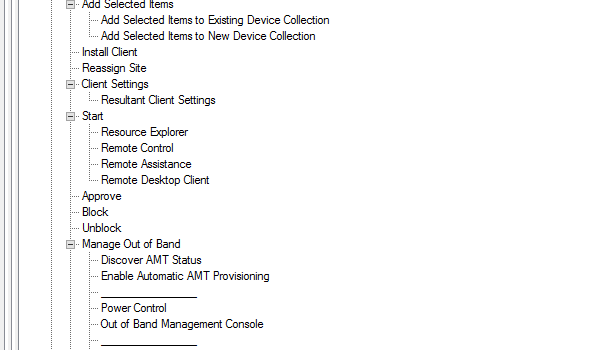 Add Selected Items
Add Selected Items to Existing Device Collection
Add Selected Items to New Device Collection
Install Client
Reassign Site
Client Settings
Resultant Client Settings
Start
Resource Explorer
Remote Control
Remote Assistance
Remote Desktop Client
Approve
Block
Unblock
Manage Out of Band
Discover AMT Status
Enable Automatic AMT Provisioning
Power Control
Out of Band Management Console